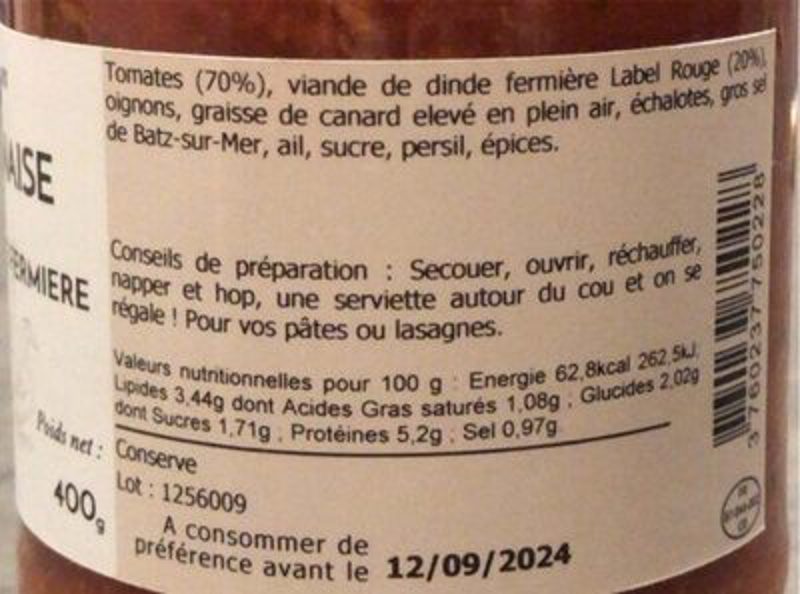 AISE
ERMIERE
Poids net :
400g
Tomates (70%), viande de dinde fermière Label Rouge (20%),
oignons, graisse de canard elevé en plein air, échalotes, gros sel
de Batz-sur-Mer, ail, sucre, persil, épices.
Conseils de préparation : Secouer, ouvrir, réchauffer,
napper et hop, une serviette autour du cou et on se
régale ! Pour vos pâtes ou lasagnes.
Valeurs nutritionnelles pour 100 g : Energie 62,8kcal 262,5kJ,
Lipides 3,44g dont Acides Gras saturés 1,08g ; Glucides 2,02g
dont Sucres 1,71g ; Protéines 5,2g ; Sel 0,97g
Conserve
Lot : 1256009
A consommer de
préférence avant le 12/09/2024
3 760237 750228